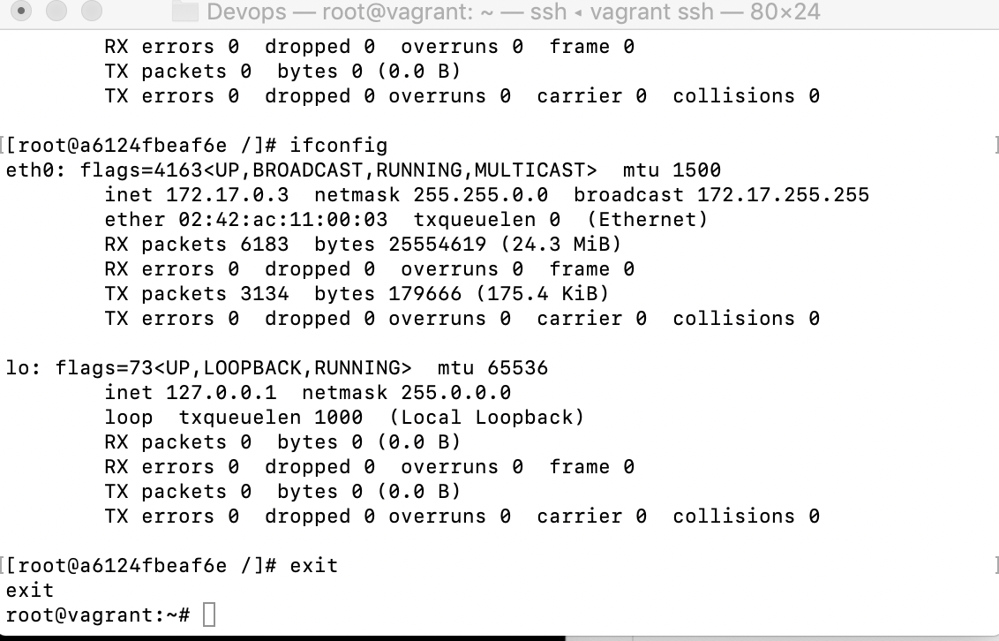 Devops — root@vagrant: ~ — ssh ◂ vagrant ssh — 80×24
        RX errors 0  dropped 0  overruns 0  frame 0
        TX packets 0  bytes 0 (0.0 B)
        TX errors 0  dropped 0 overruns 0  carrier 0  collisions 0

[[root@a6124fbeaf6e /]# ifconfig                                                ]
eth0: flags=4163<UP,BROADCAST,RUNNING,MULTICAST>  mtu 1500
        inet 172.17.0.3  netmask 255.255.0.0  broadcast 172.17.255.255
        ether 02:42:ac:11:00:03  txqueuelen 0  (Ethernet)
        RX packets 6183  bytes 25554619 (24.3 MiB)
        RX errors 0  dropped 0  overruns 0  frame 0
        TX packets 3134  bytes 179666 (175.4 KiB)
        TX errors 0  dropped 0 overruns 0  carrier 0  collisions 0

lo: flags=73<UP,LOOPBACK,RUNNING>  mtu 65536
        inet 127.0.0.1  netmask 255.0.0.0
        loop  txqueuelen 1000  (Local Loopback)
        RX packets 0  bytes 0 (0.0 B)
        RX errors 0  dropped 0  overruns 0  frame 0
        TX packets 0  bytes 0 (0.0 B)
        TX errors 0  dropped 0 overruns 0  carrier 0  collisions 0

[[root@a6124fbeaf6e /]# exit                                                    ]
exit
root@vagrant:~#